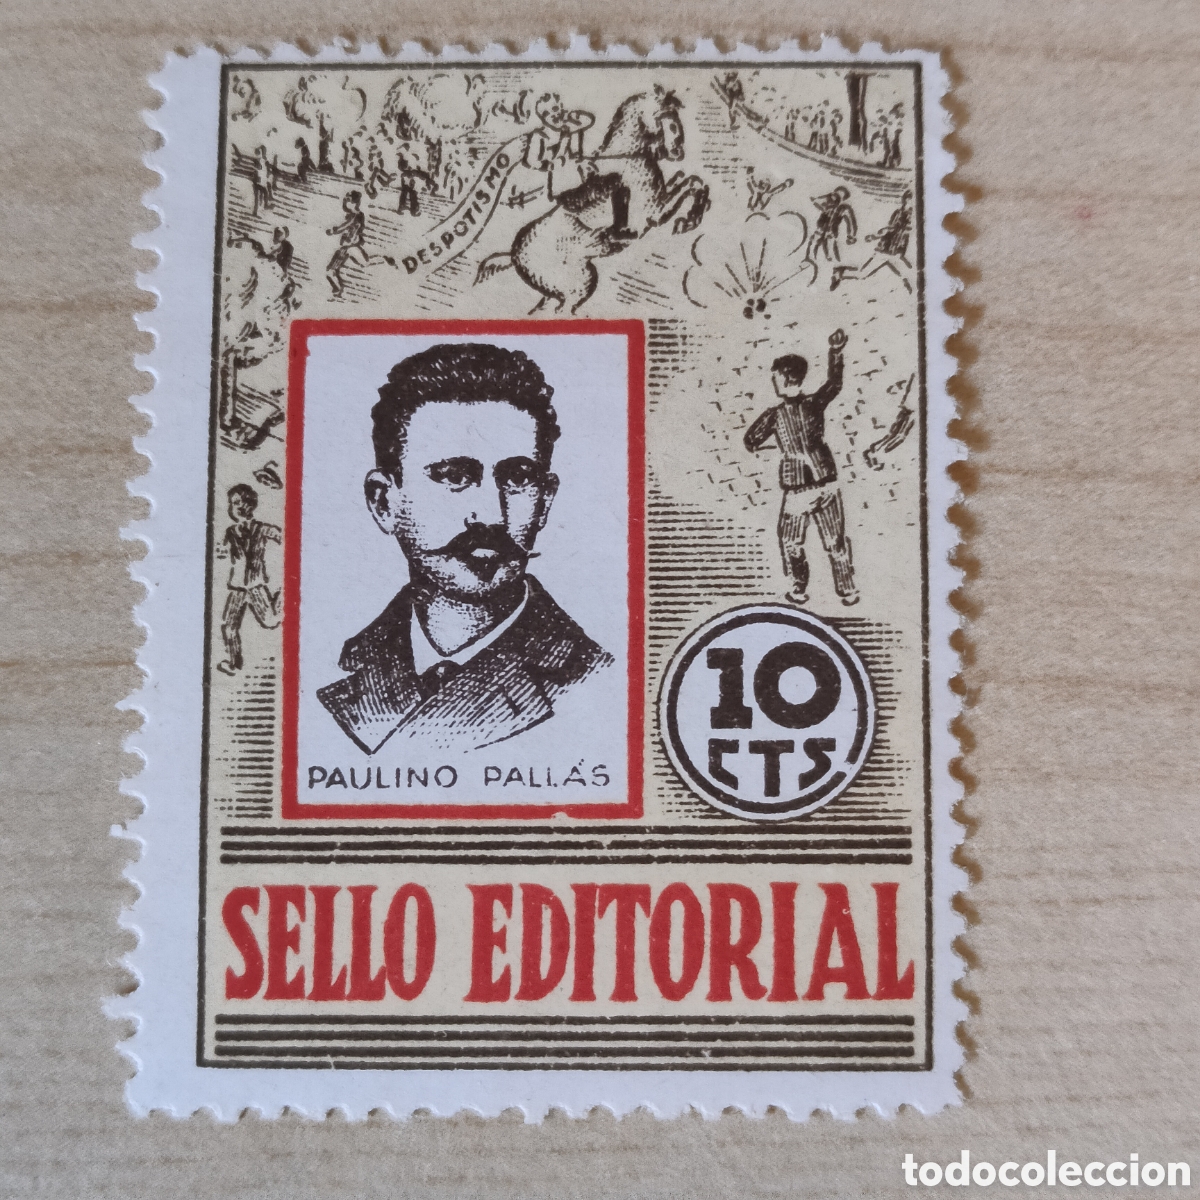 DESPOTISMO
PAULINO PALLÁS
10
CTS
SELLO EDITORIAL
todocoleccion